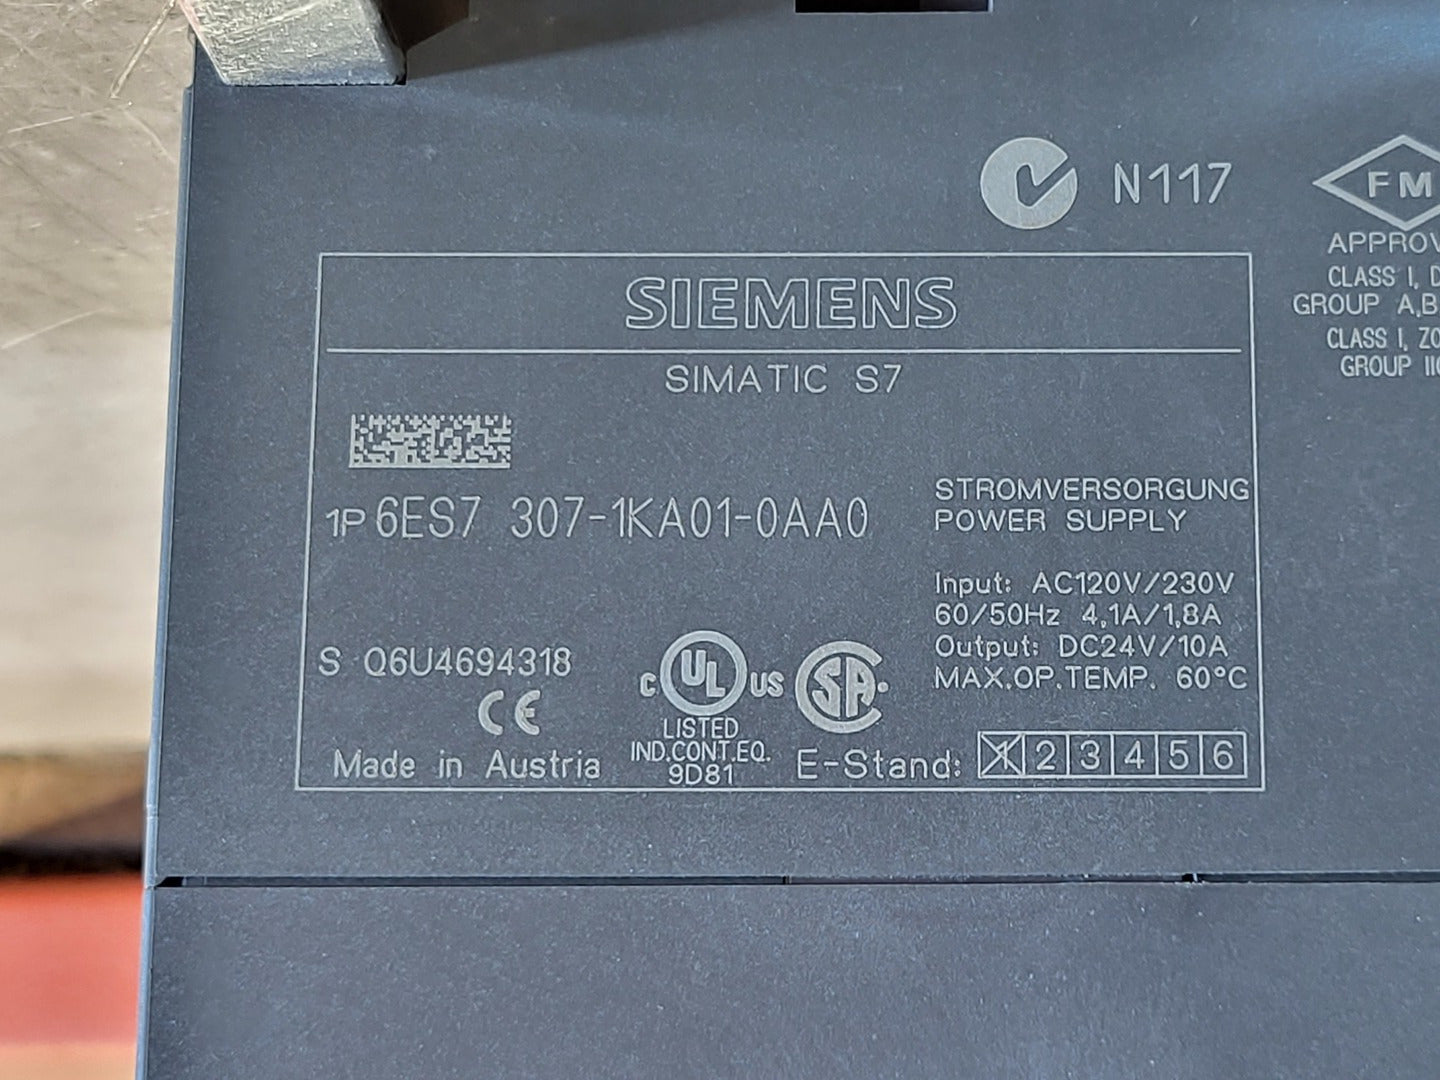 N117
FM
APPROV
CLASS I, D
GROUP A,B
CLASS I, ZO
GROUP II
SIEMENS
SIMATIC S7
1P 6ES7 307-1KA01-0AA0
STROMVERSORGUNG
POWER SUPPLY
Input: AC120V/230V
60/50Hz 4,1A/1,8A
Output: DC24V/10A
MAX.OP.TEMP. 60°C
S Q6U4694318
CE
Made in Austria
C UL US
LISTED
IND.CONT.EQ.
9D81
SA
E-Stand: 1 2 3 4 5 6